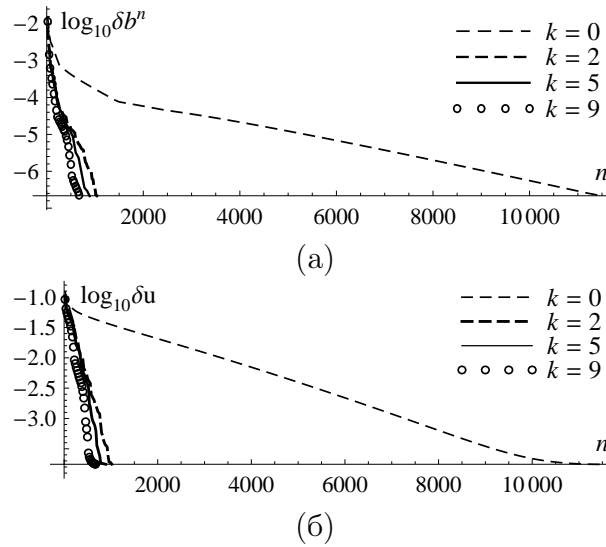 log₁₀δbⁿ
−2
−3
−4
−5
−6
k = 0
k = 2
k = 5
k = 9
n
2000 4000 6000 8000 10 000
(а)
log₁₀δu
−1.0
−1.5
−2.0
−2.5
−3.0
k = 0
k = 2
k = 5
k = 9
n
2000 4000 6000 8000 10 000
(б)